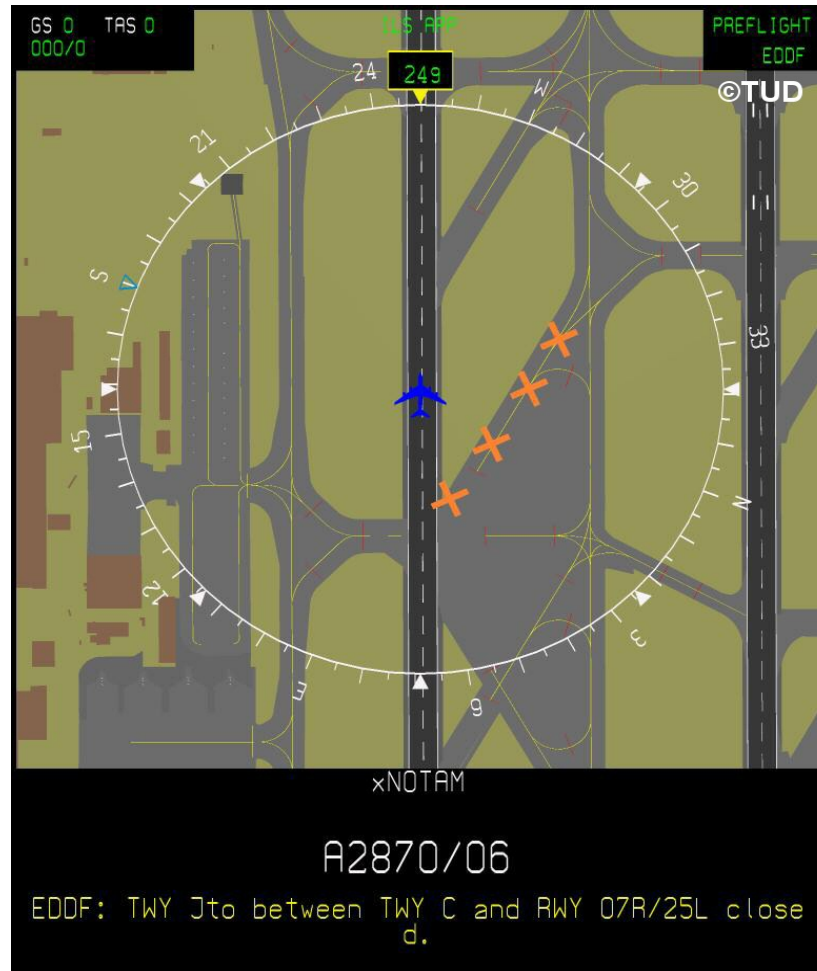 GS 0 TAS 0
000/0
ILS APP
PREFLIGHT
EDDF
©TUD
249
24
W
21
30
S
33
15
N
12
3
E
6
xNOTAM
A2870/06
EDDF: TWY Jto between TWY C and RWY 07R/25L close
d.